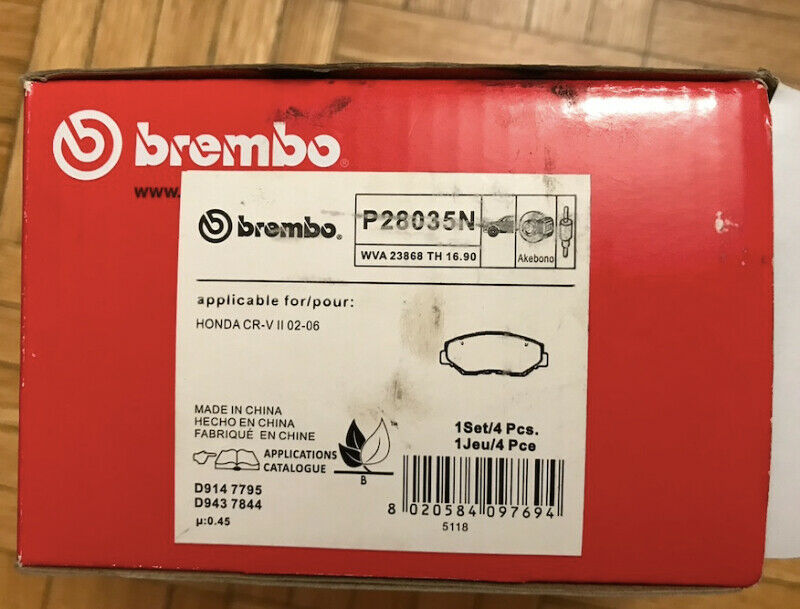 brembo®
www.
brembo®
P28035N
WVA 23868 TH 16.90
Akebono
applicable for/pour:
HONDA CR-V II 02-06
MADE IN CHINA
HECHO EN CHINA
FABRIQUÉ EN CHINE
APPLICATIONS
CATALOGUE
B
1Set/4 Pcs.
1Jeu/4 Pce
D914 7795
D943 7844
µ:0.45
8 020584 097694
5118